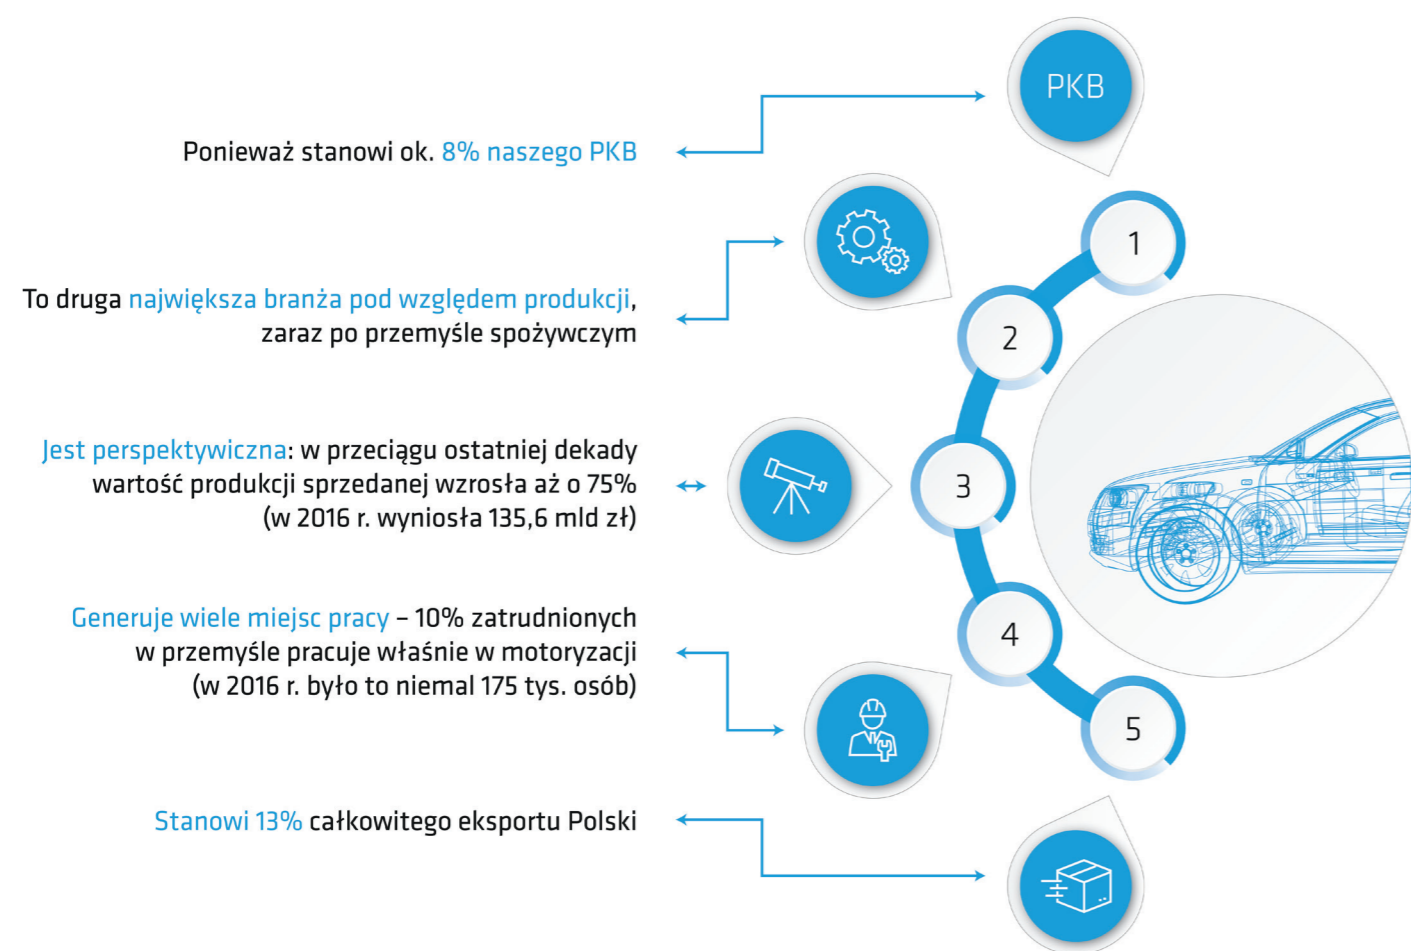 PKB
Ponieważ stanowi ok. 8% naszego PKB
1
To druga największa branża pod względem produkcji,
zaraz po przemyśle spożywczym
2
Jest perspektywiczna: w przeciągu ostatniej dekady
wartość produkcji sprzedanej wzrosła aż o 75%
(w 2016 r. wyniosła 135,6 mld zł)
3
Generuje wiele miejsc pracy – 10% zatrudnionych
w przemyśle pracuje właśnie w motoryzacji
(w 2016 r. było to niemal 175 tys. osób)
4
Stanowi 13% całkowitego eksportu Polski
5